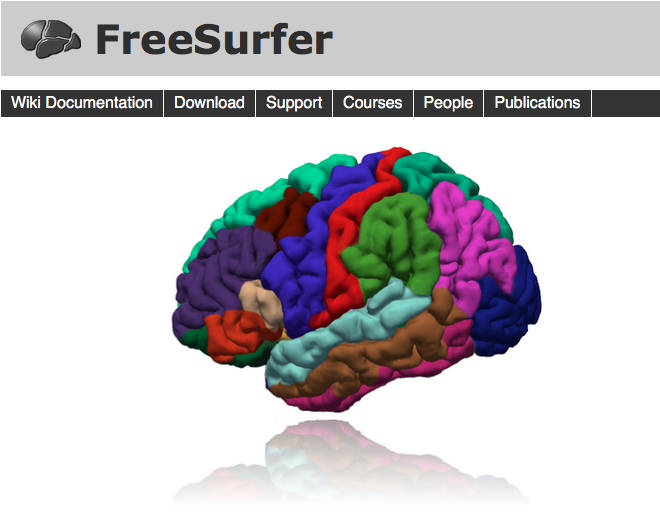 FreeSurfer
Wiki Documentation Download Support Courses People Publications